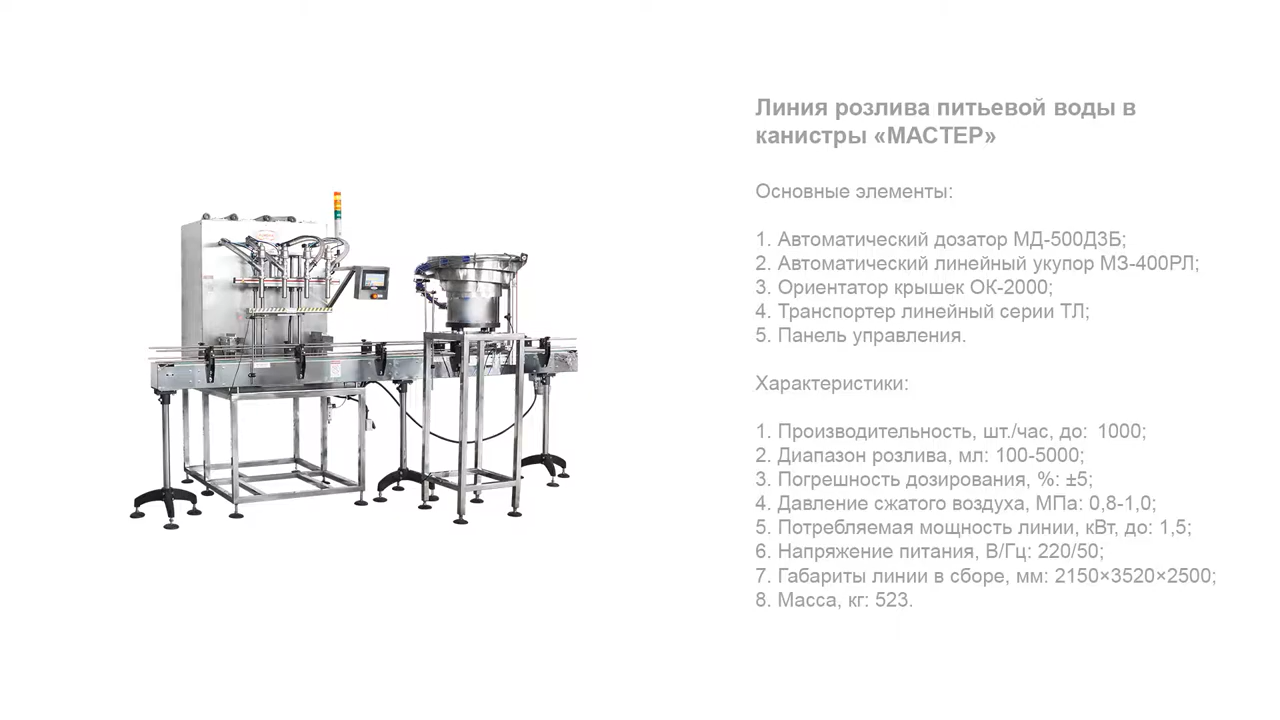 Линия розлива питьевой воды в
канистры «МАСТЕР»
Основные элементы:
1. Автоматический дозатор МД-500Д3Б;
2. Автоматический линейный укупор МЗ-400РЛ;
3. Ориентатор крышек ОК-2000;
4. Транспортер линейный серии ТЛ;
5. Панель управления.
Характеристики:
1. Производительность, шт./час, до: 1000;
2. Диапазон розлива, мл: 100-5000;
3. Погрешность дозирования, %: ±5;
4. Давление сжатого воздуха, МПа: 0,8-1,0;
5. Потребляемая мощность линии, кВт, до: 1,5;
6. Напряжение питания, В/Гц: 220/50;
7. Габариты линии в сборе, мм: 2150×3520×2500;
8. Масса, кг: 523.